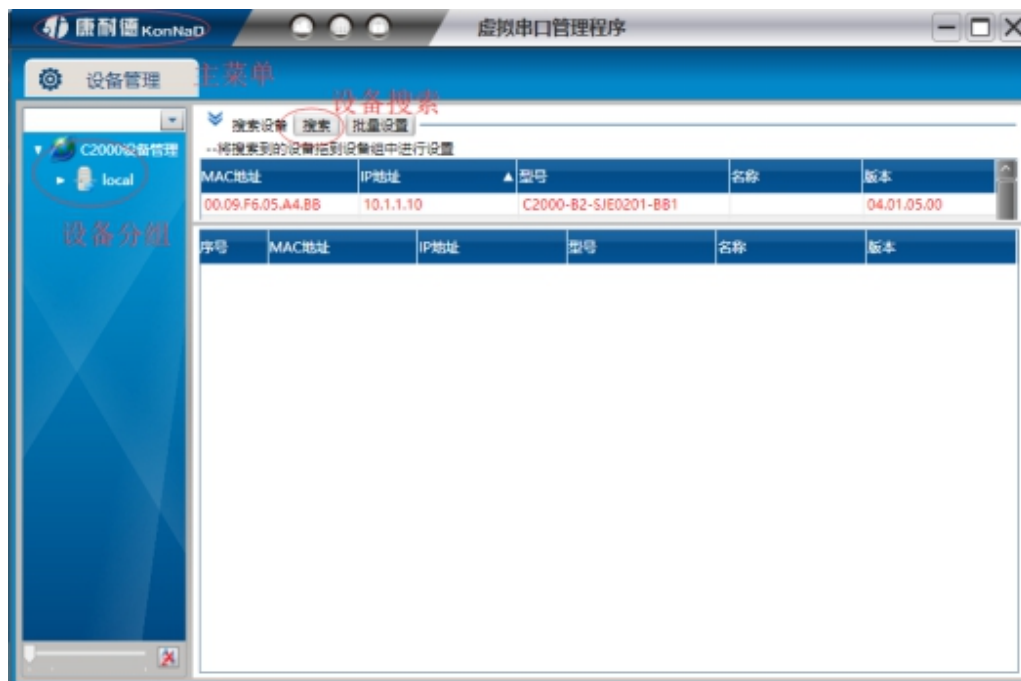 康耐德 KonNaD
虚拟串口管理程序
设备管理
主菜单
设备搜索
搜索设备 搜索 批量设置
--将搜索到的设备拖到设备组中进行设置
C2000设备管理
local
设备分组
MAC地址 IP地址 型号 名称 版本
00.09.F6.05.A4.BB 10.1.1.10 C2000-B2-SJE0201-BB1 04.01.05.00
序号 MAC地址 IP地址 型号 名称 版本